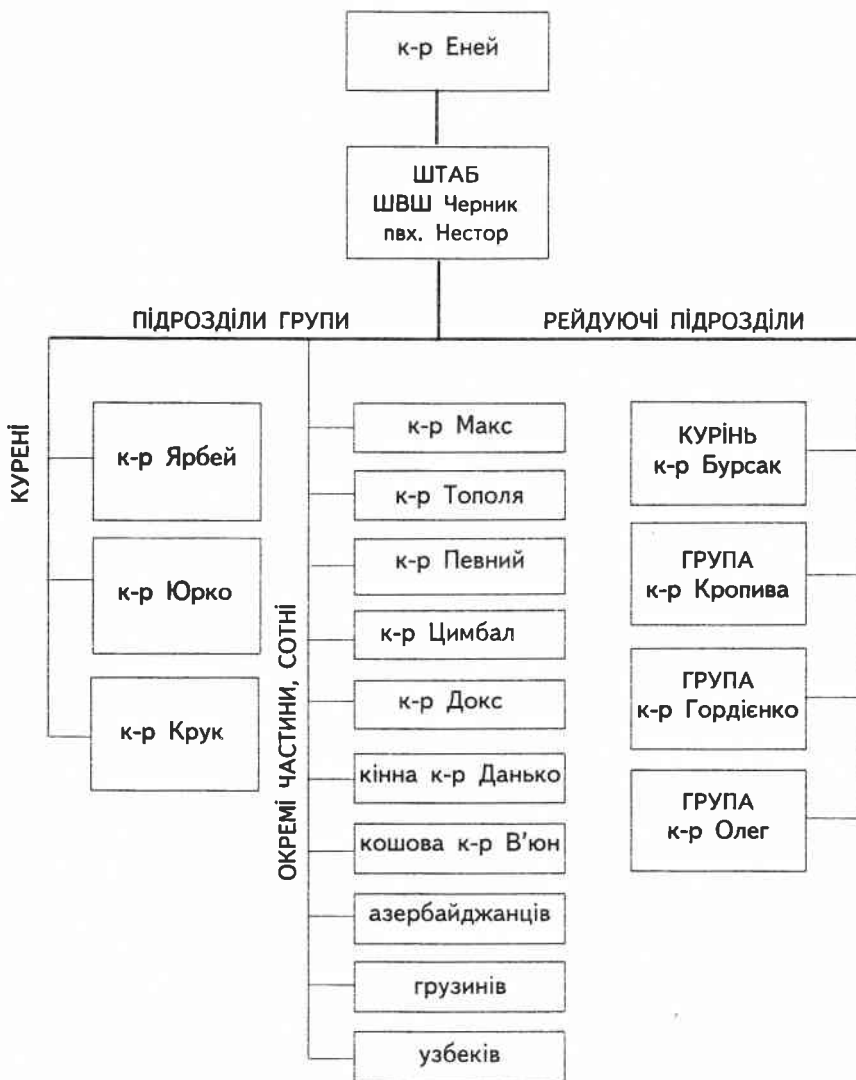 к-р Еней
ШТАБ
ШВШ Черник
пвх. Нестор
ПІДРОЗДІЛИ ГРУПИ
РЕЙДУЮЧІ ПІДРОЗДІЛИ
КУРЕНІ
к-р Ярбей
к-р Юрко
к-р Крук
ОКРЕМІ ЧАСТИНИ, СОТНІ
к-р Макс
к-р Тополя
к-р Певний
к-р Цимбал
к-р Докс
кінна к-р Данько
кошова к-р В'юн
азербайджанців
грузинів
узбеків
КУРІНЬ
к-р Бурсак
ГРУПА
к-р Кропива
ГРУПА
к-р Гордієнко
ГРУПА
к-р Олег